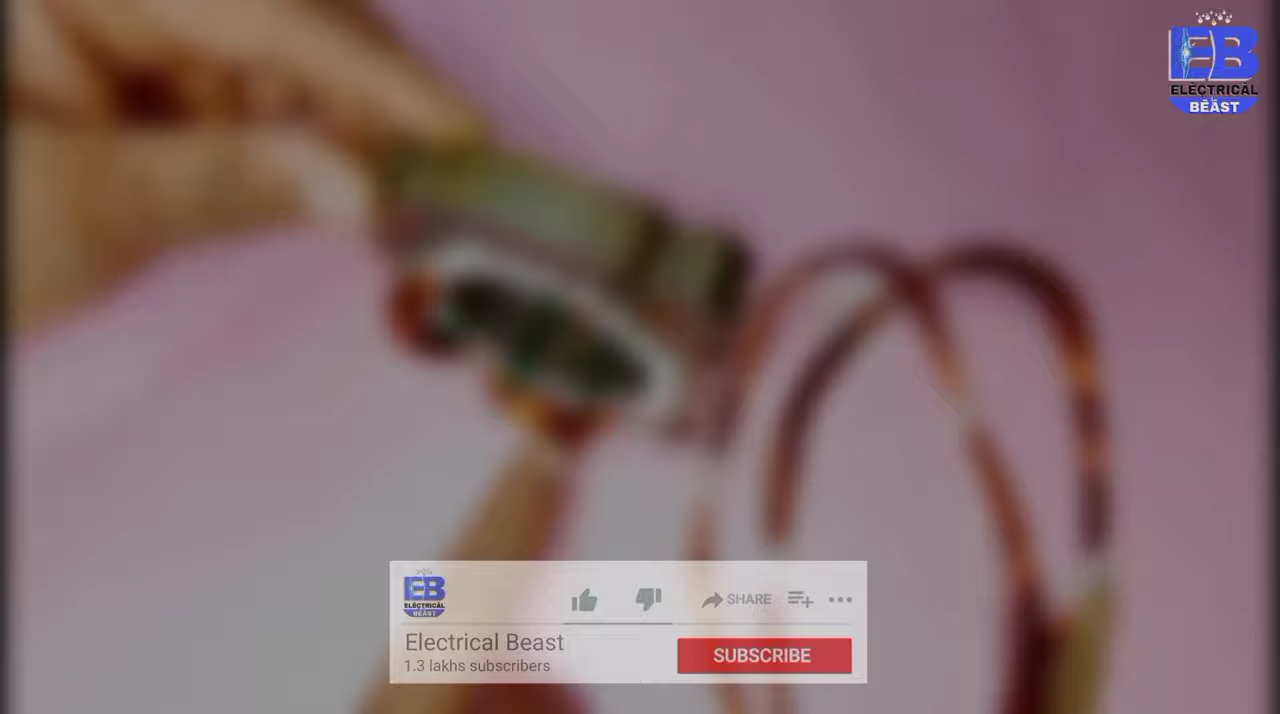 EB
ELECTRICAL
BEAST
EB
ELECTRICAL
BEAST
SHARE
Electrical Beast
1.3 lakhs subscribers
SUBSCRIBE